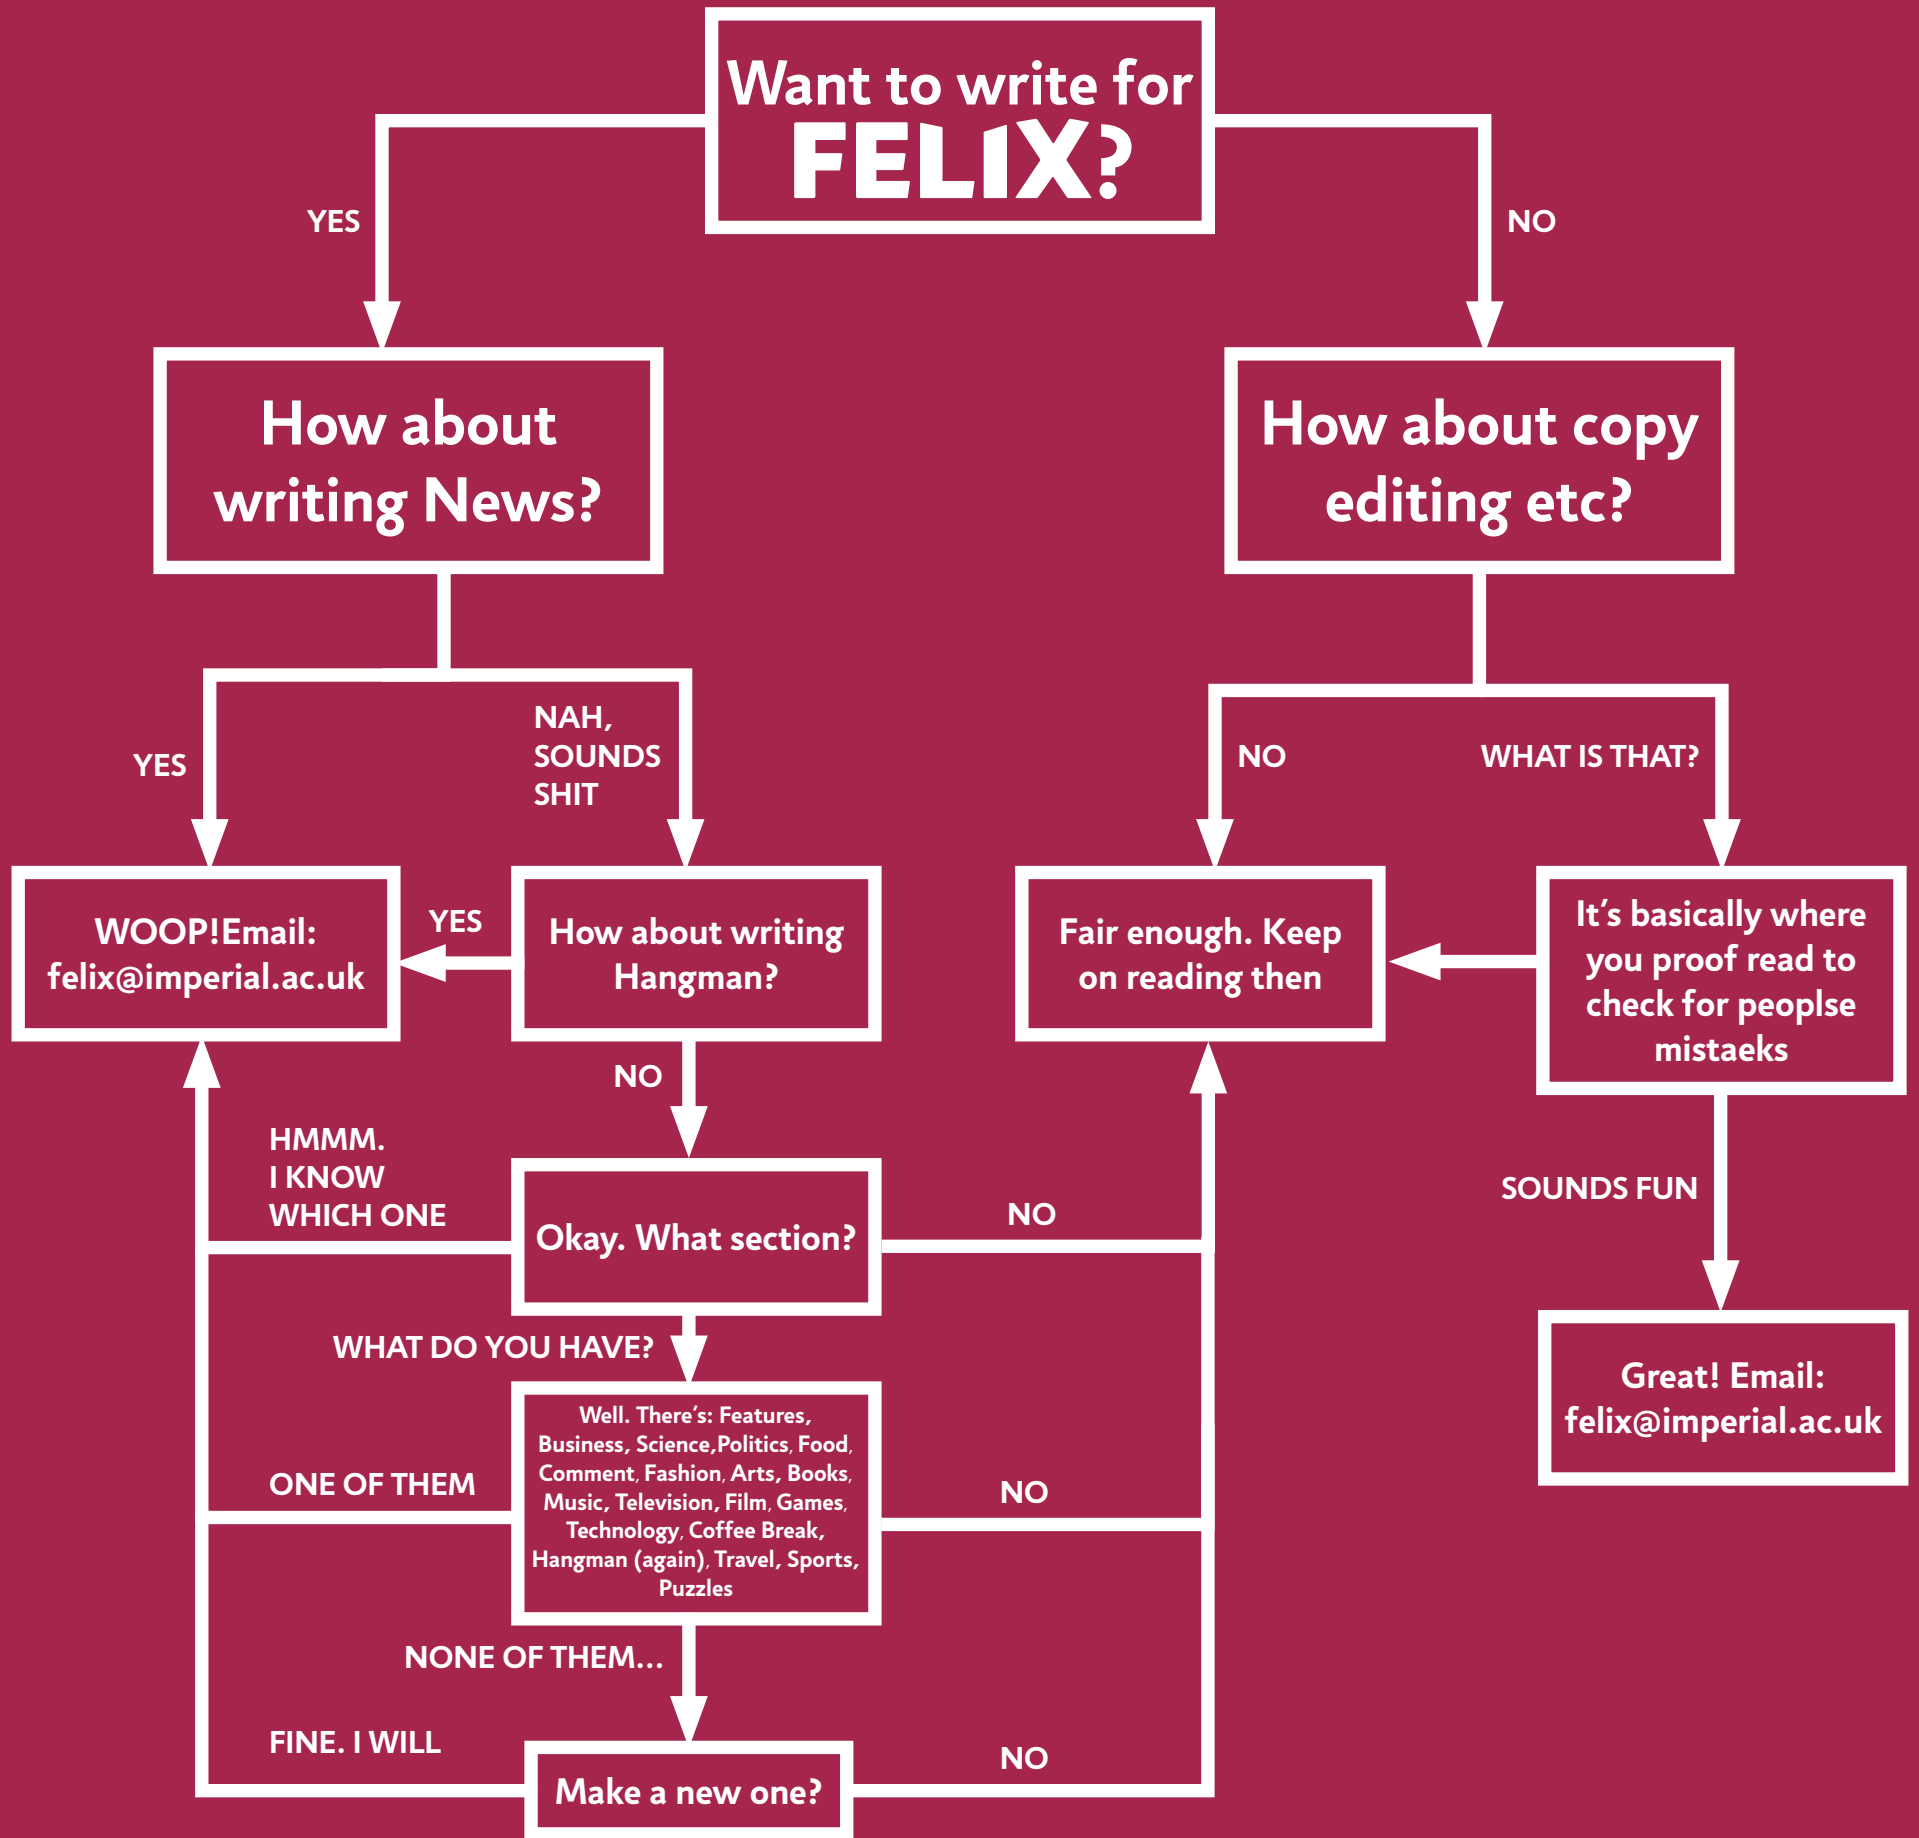 Want to write for
FELIX?
YES
NO
How about
writing News?
How about copy
editing etc?
YES
NAH,
SOUNDS
SHIT
NO
WHAT IS THAT?
WOOP!Email:
felix@imperial.ac.uk
YES
How about writing
Hangman?
Fair enough. Keep
on reading then
It's basically where
you proof read to
check for peoplse
mistaeks
NO
HMMM.
I KNOW
WHICH ONE
Okay. What section?
NO
SOUNDS FUN
WHAT DO YOU HAVE?
Great! Email:
felix@imperial.ac.uk
Well. There's: Features,
Business, Science,Politics, Food,
Comment, Fashion, Arts, Books,
Music, Television, Film, Games,
Technology, Coffee Break,
Hangman (again), Travel, Sports,
Puzzles
ONE OF THEM
NO
NONE OF THEM...
FINE. I WILL
NO
Make a new one?